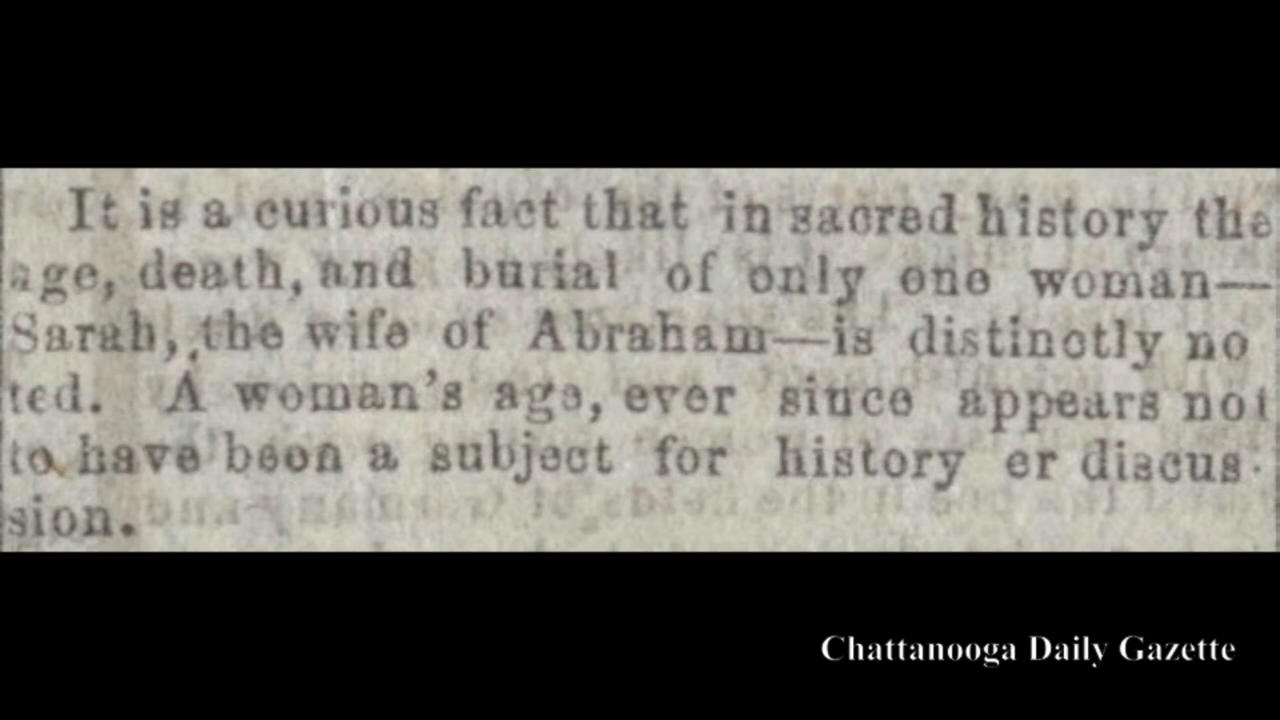 It is a curious fact that in sacred history the
age, death, and burial of only one woman—
Sarah, the wife of Abraham—is distinctly no
ted. A woman's age, ever since appears not
to have been a subject for history er discus-
sion.
Chattanooga Daily Gazette